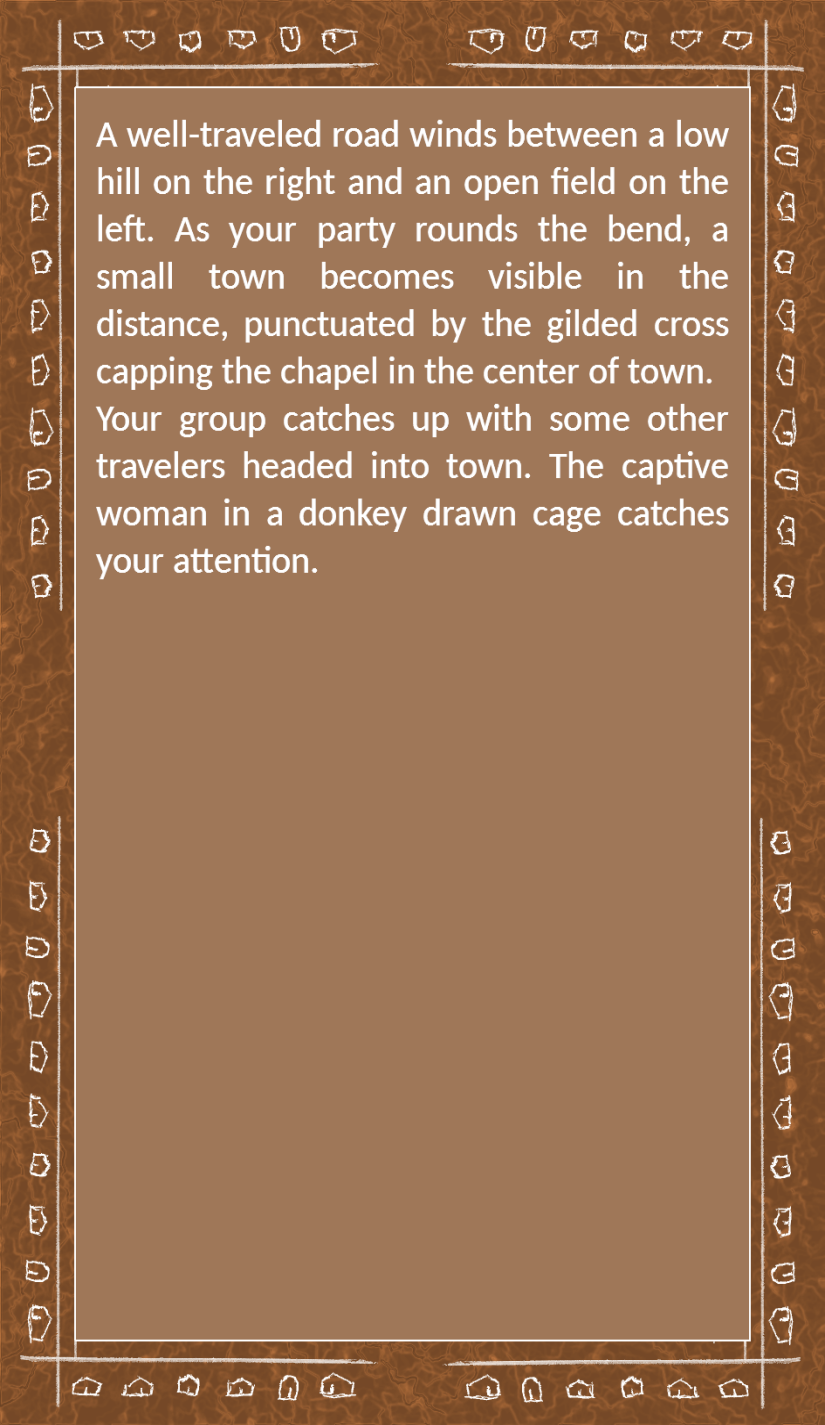 A well-traveled road winds between a low
hill on the right and an open field on the
left. As your party rounds the bend, a
small town becomes visible in the
distance, punctuated by the gilded cross
capping the chapel in the center of town.
Your group catches up with some other
travelers headed into town. The captive
woman in a donkey drawn cage catches
your attention.